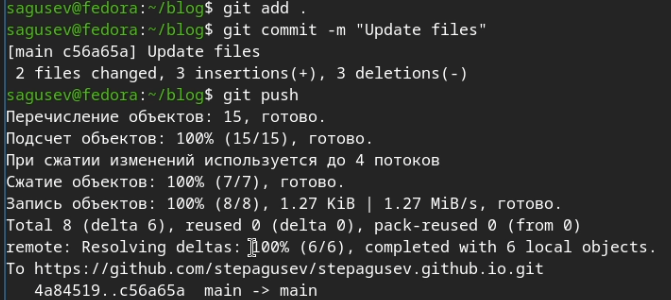 sagusev@fedora:~/blog$ git add .
sagusev@fedora:~/blog$ git commit -m "Update files"
[main c56a65a] Update files
 2 files changed, 3 insertions(+), 3 deletions(-)
sagusev@fedora:~/blog$ git push
Перечисление объектов: 15, готово.
Подсчет объектов: 100% (15/15), готово.
При сжатии изменений используется до 4 потоков
Сжатие объектов: 100% (7/7), готово.
Запись объектов: 100% (8/8), 1.27 KiB | 1.27 MiB/s, готово.
Total 8 (delta 6), reused 0 (delta 0), pack-reused 0 (from 0)
remote: Resolving deltas: 100% (6/6), completed with 6 local objects.
To https://github.com/stepagusev/stepagusev.github.io.git
   4a84519..c56a65a  main -> main